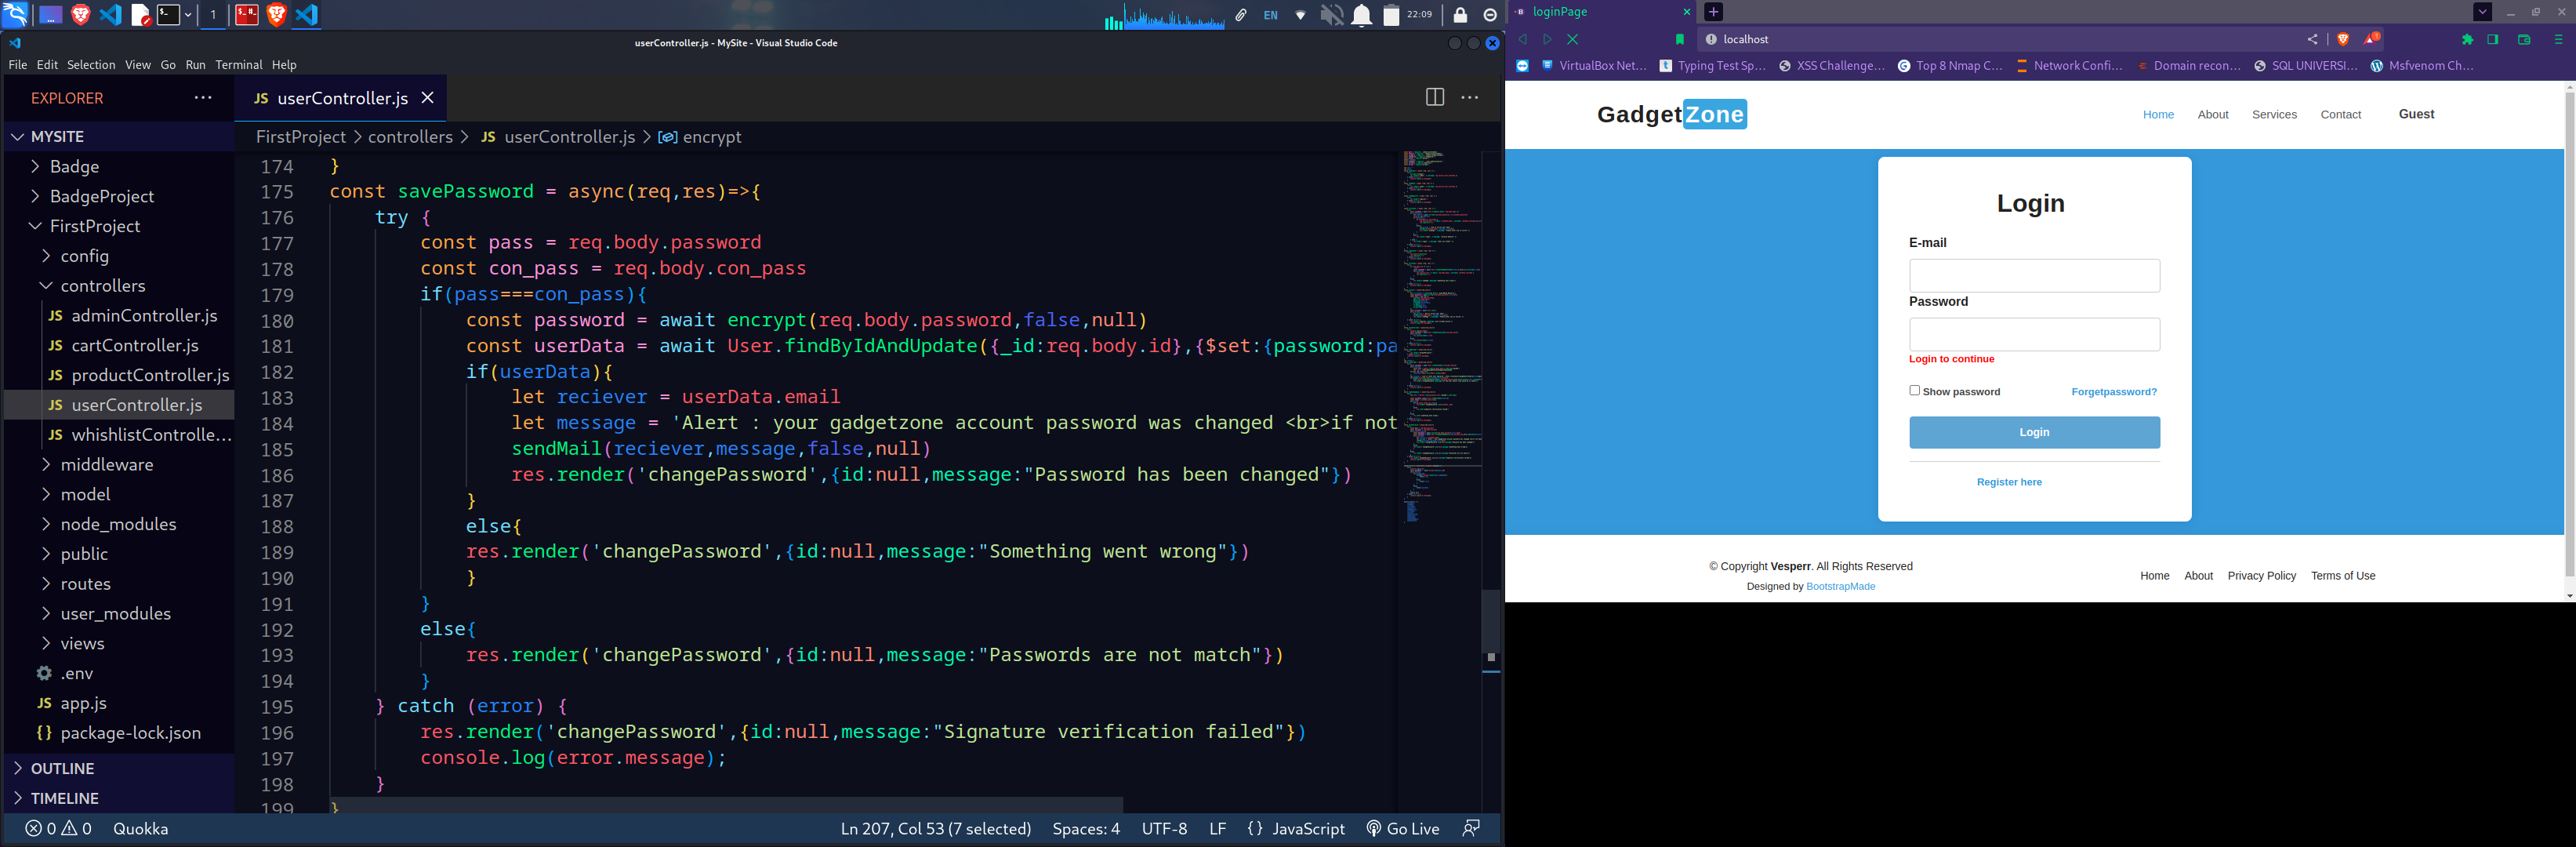 1
EN
22:09
userController.js - MySite - Visual Studio Code
File Edit Selection View Go Run Terminal Help
EXPLORER
MYSITE
Badge
BadgeProject
FirstProject
config
controllers
JS adminController.js
JS cartController.js
JS productController.js
JS userController.js
JS whishlistControlle...
middleware
model
node_modules
public
routes
user_modules
views
.env
JS app.js
{} package-lock.json
OUTLINE
TIMELINE
JS userController.js
FirstProject > controllers > JS userController.js > encrypt
174 }
175 const savePassword = async(req,res)=>{
176 try {
177 const pass = req.body.password
178 const con_pass = req.body.con_pass
179 if(pass===con_pass){
180 const password = await encrypt(req.body.password,false,null)
181 const userData = await User.findByIdAndUpdate({_id:req.body.id},{$set:{password:pa
182 if(userData){
183 let reciever = userData.email
184 let message = 'Alert : your gadgetzone account password was changed <br>if not
185 sendMail(reciever,message,false,null)
186 res.render('changePassword',{id:null,message:"Password has been changed"})
187 }
188 else{
189 res.render('changePassword',{id:null,message:"Something went wrong"})
190 }
191 }
192 else{
193 res.render('changePassword',{id:null,message:"Passwords are not match"})
194 }
195 } catch (error) {
196 res.render('changePassword',{id:null,message:"Signature verification failed"})
197 console.log(error.message);
198 }
199 }
0 0 Quokka
Ln 207, Col 53 (7 selected) Spaces: 4 UTF-8 LF {} JavaScript Go Live
loginPage
localhost
VirtualBox Net... Typing Test Sp... XSS Challenge... Top 8 Nmap C... Network Confi... Domain recon... SQL UNIVERSI... Msfvenom Ch...
GadgetZone
Home About Services Contact Guest
Login
E-mail
Password
Login to continue
Show password Forgetpassword?
Login
Register here
© Copyright Vesperr. All Rights Reserved
Designed by BootstrapMade
Home About Privacy Policy Terms of Use